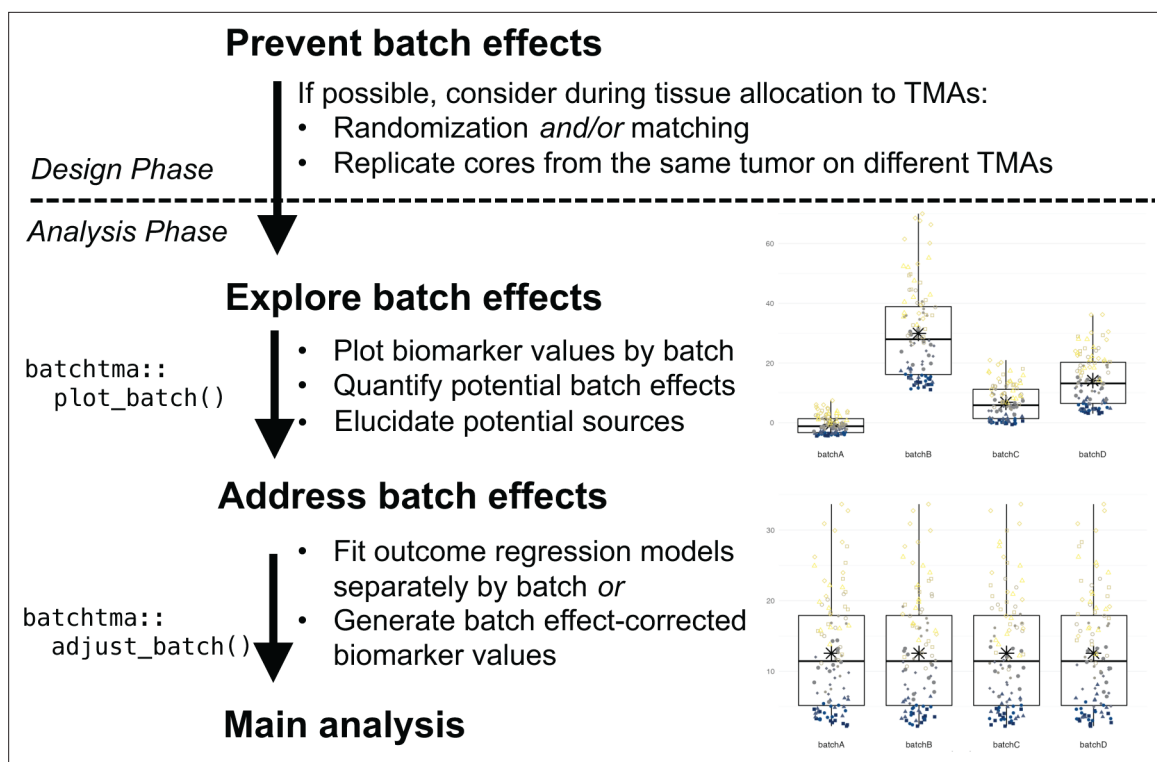 Prevent batch effects
If possible, consider during tissue allocation to TMAs:
• Randomization and/or matching
• Replicate cores from the same tumor on different TMAs
Design Phase
Analysis Phase
Explore batch effects
batchtma::
plot_batch()
• Plot biomarker values by batch
• Quantify potential batch effects
• Elucidate potential sources
60
40
20
0
batchA
batchB
batchC
batchD
Address batch effects
batchtma::
adjust_batch()
• Fit outcome regression models
separately by batch or
• Generate batch effect-corrected
biomarker values
30
20
10
batchA
batchB
batchC
batchD
Main analysis